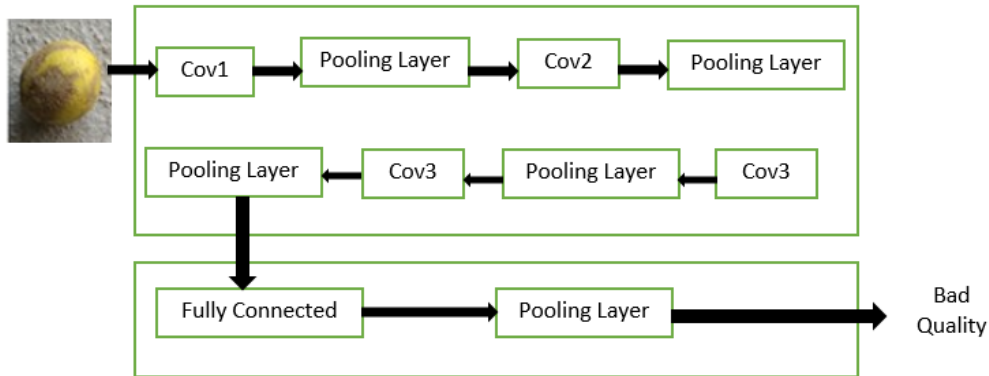 Cov1
Pooling Layer
Cov2
Pooling Layer
Pooling Layer
Cov3
Pooling Layer
Cov3
Fully Connected
Pooling Layer
Bad
Quality